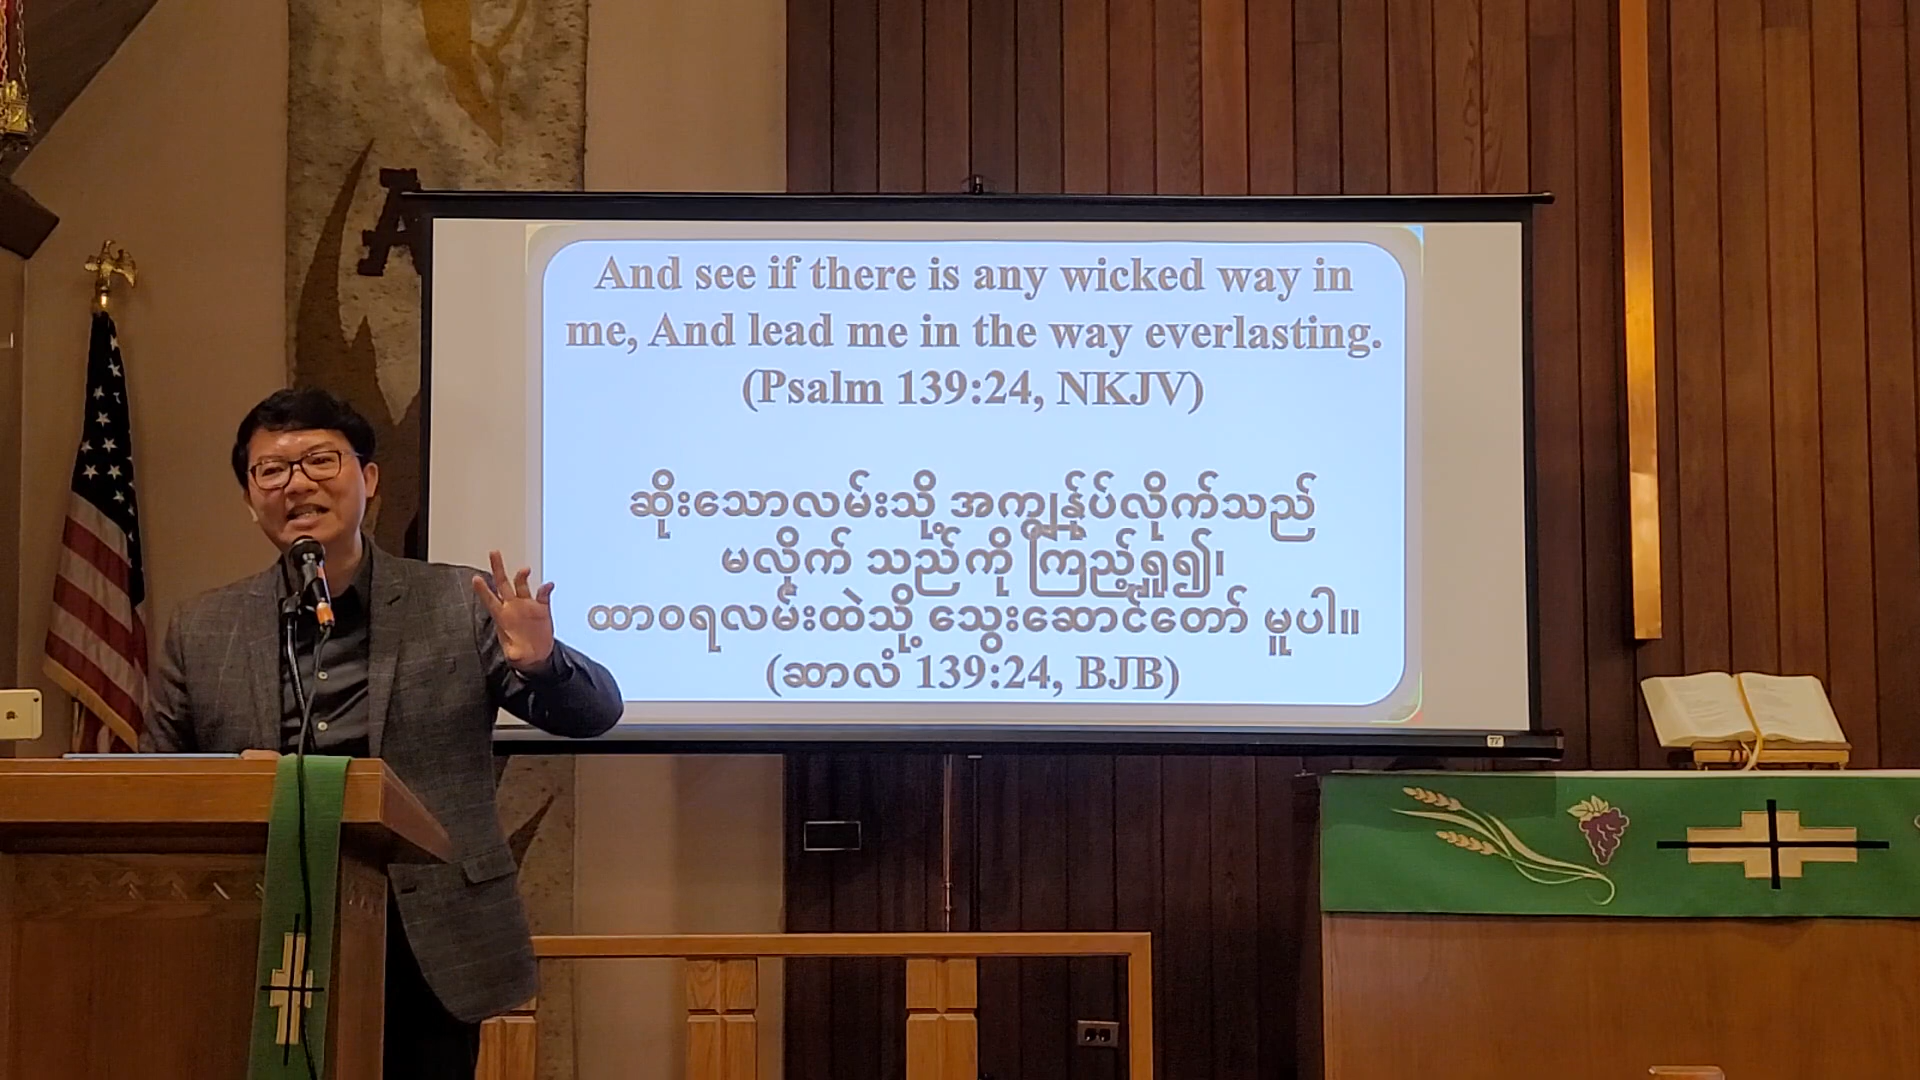 And see if there is any wicked way in
me, And lead me in the way everlasting.
(Psalm 139:24, NKJV)
ဆိုးသောလမ်းသို့ အကျွန်ုပ်လိုက်သည်
မလိုက် သည်ကို ကြည့်ရှု၍၊
ထာဝရလမ်းထဲသို့ သွေးဆောင်တော် မူပါ။
(ဆာလံ 139:24, BJB)